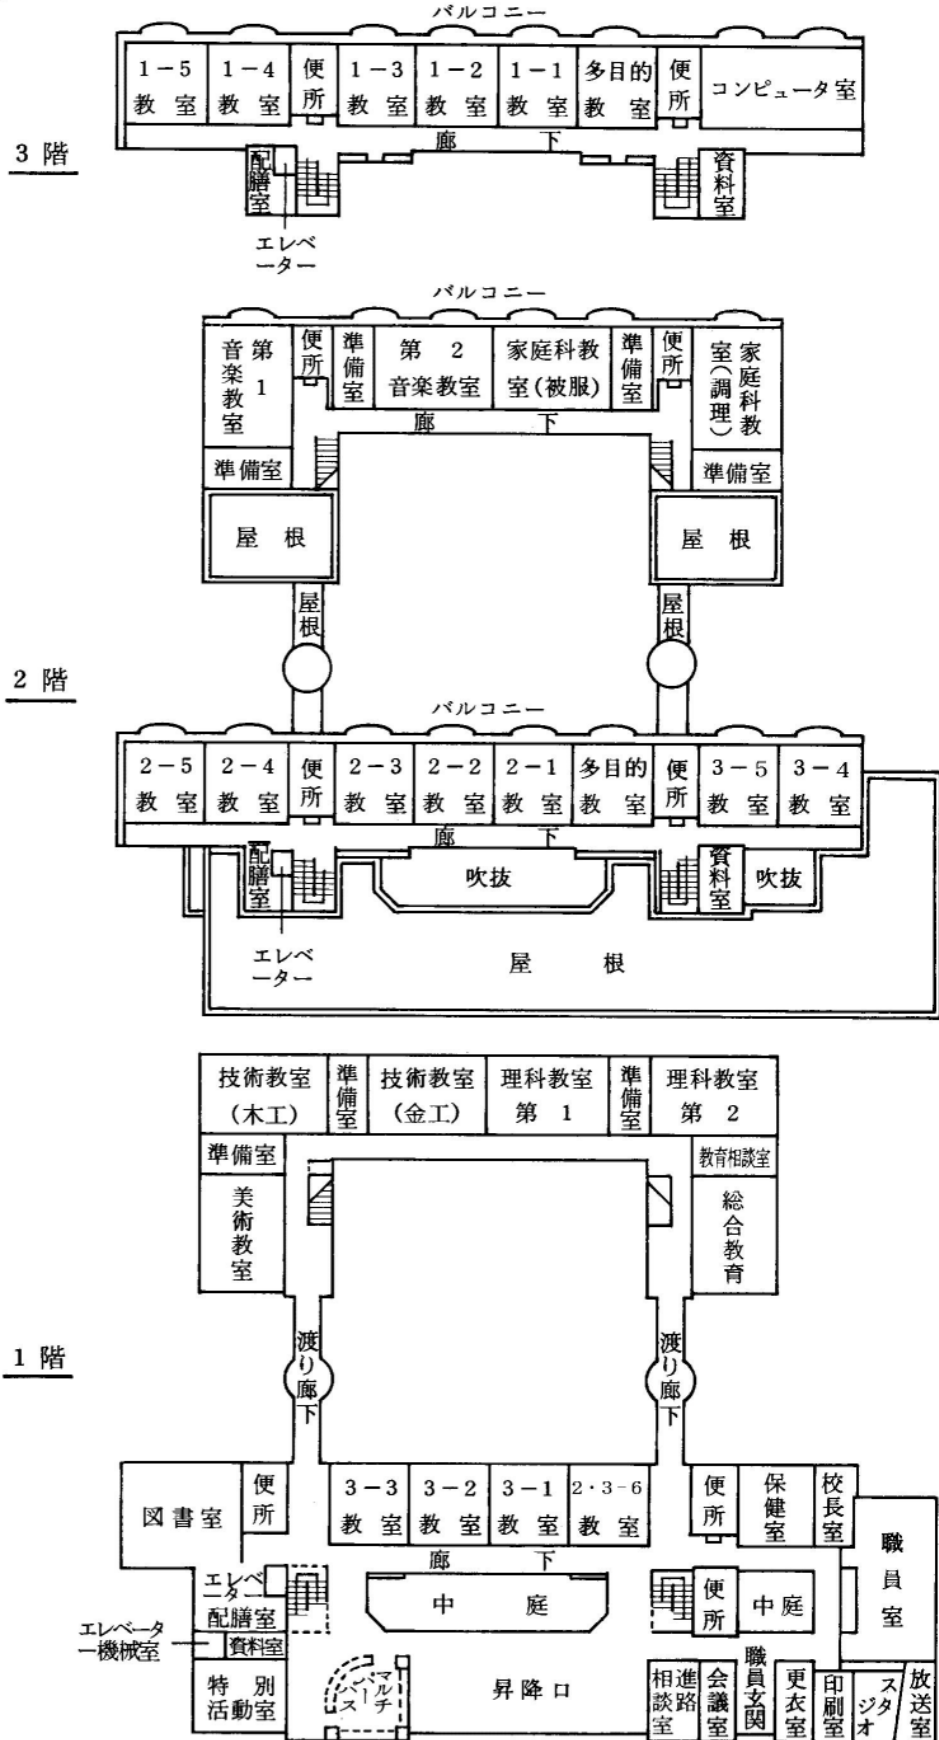 バルコニー
1-5 教室
1-4 教室
便所
1-3 教室
1-2 教室
1-1 教室
多目的教室
便所
コンピュータ室
廊下
3階
配膳室
資料室
エレベーター
バルコニー
第1音楽教室
便所
準備室
第2音楽教室
家庭科教室(被服)
準備室
便所
家庭科教室(調理)
廊下
準備室
準備室
屋根
屋根
屋根
屋根
2階
バルコニー
2-5 教室
2-4 教室
便所
2-3 教室
2-2 教室
2-1 教室
多目的教室
便所
3-5 教室
3-4 教室
廊下
配膳室
吹抜
資料室
吹抜
エレベーター
屋根
技術教室(木工)
準備室
技術教室(金工)
理科教室第1
準備室
理科教室第2
準備室
教育相談室
美術教室
総合教育
1階
渡り廊下
渡り廊下
図書室
便所
3-3 教室
3-2 教室
3-1 教室
2・3-6 教室
便所
保健室
校長室
職員室
廊下
エレベーター
配膳室
中庭
便所
中庭
エレベーター機械室
資料室
特別活動室
マルチスペース
昇降口
進路相談室
会議室
職員玄関
更衣室
印刷室
スタジオ
放送室